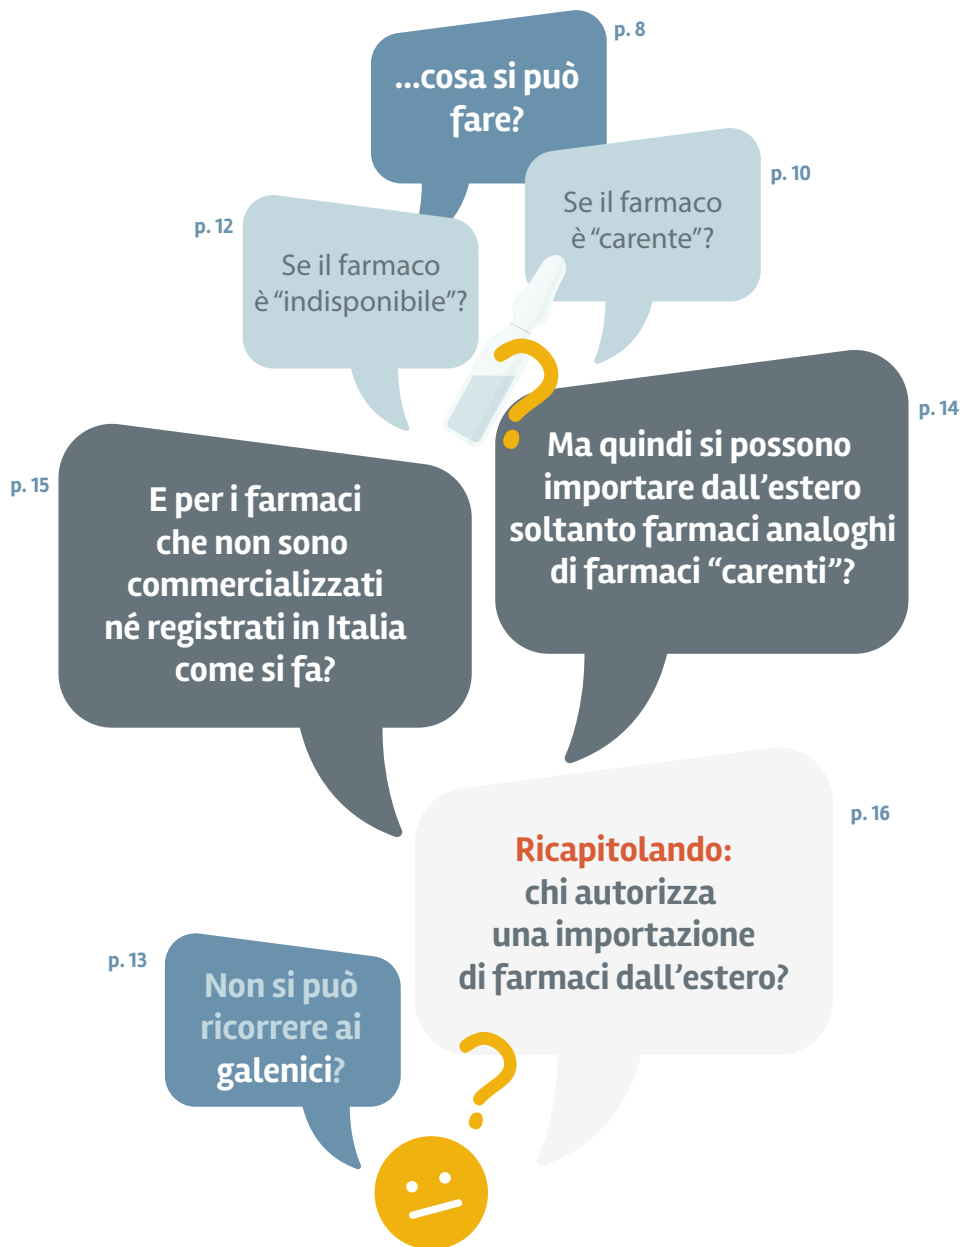 p. 8
...cosa si può
fare?
p. 10
Se il farmaco
è “carente”?
p. 12
Se il farmaco
è “indisponibile”?
p. 14
Ma quindi si possono
importare dall’estero
soltanto farmaci analoghi
di farmaci “carenti”?
p. 15
E per i farmaci
che non sono
commercializzati
né registrati in Italia
come si fa?
p. 16
Ricapitolando:
chi autorizza
una importazione
di farmaci dall’estero?
p. 13
Non si può
ricorrere ai
galenici?